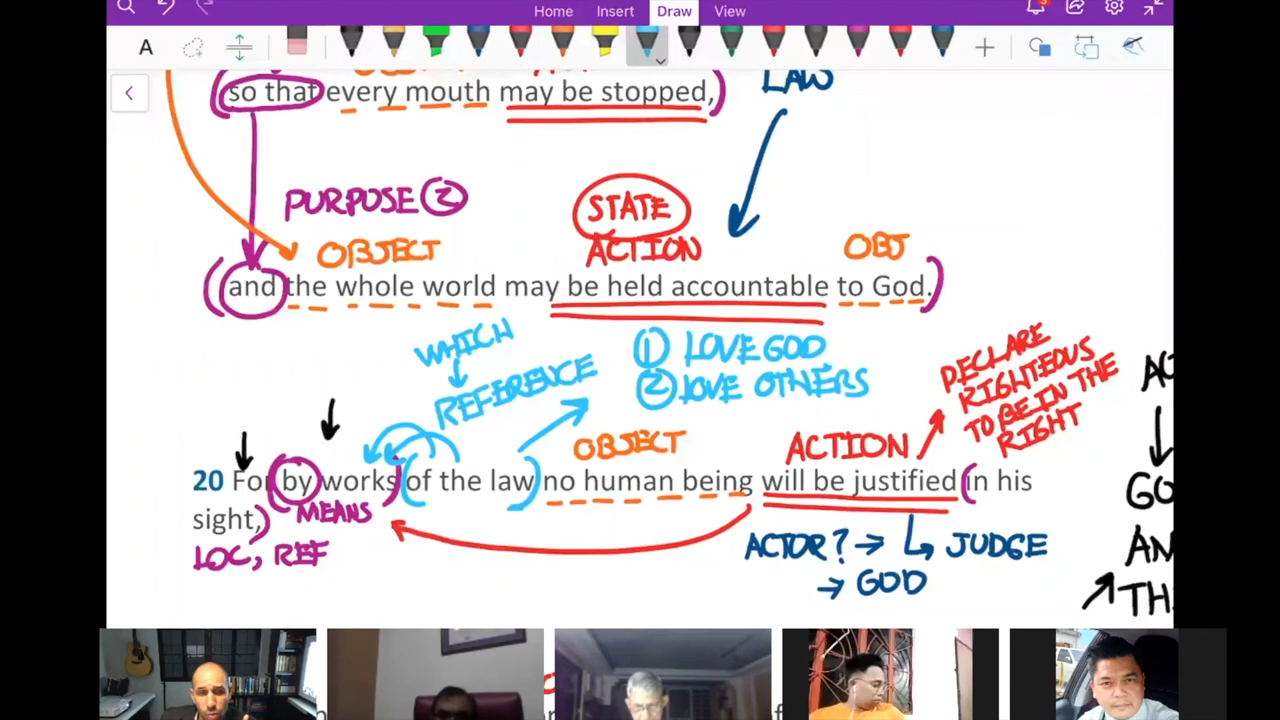 Home Insert Draw View
A
so that every mouth may be stopped,
LAW
PURPOSE 2
STATE
OBJECT ACTION OBJ
(and the whole world may be held accountable to God.)
WHICH
REFERENCE
1 LOVE GOD
2 LOVE OTHERS
DECLARE
RIGHTEOUS
TO BE IN THE
RIGHT
OBJECT ACTION
20 For by works (of the law) no human being will be justified (in his
sight,)
MEANS
LOC, REF
ACTOR? → JUDGE
→ GOD